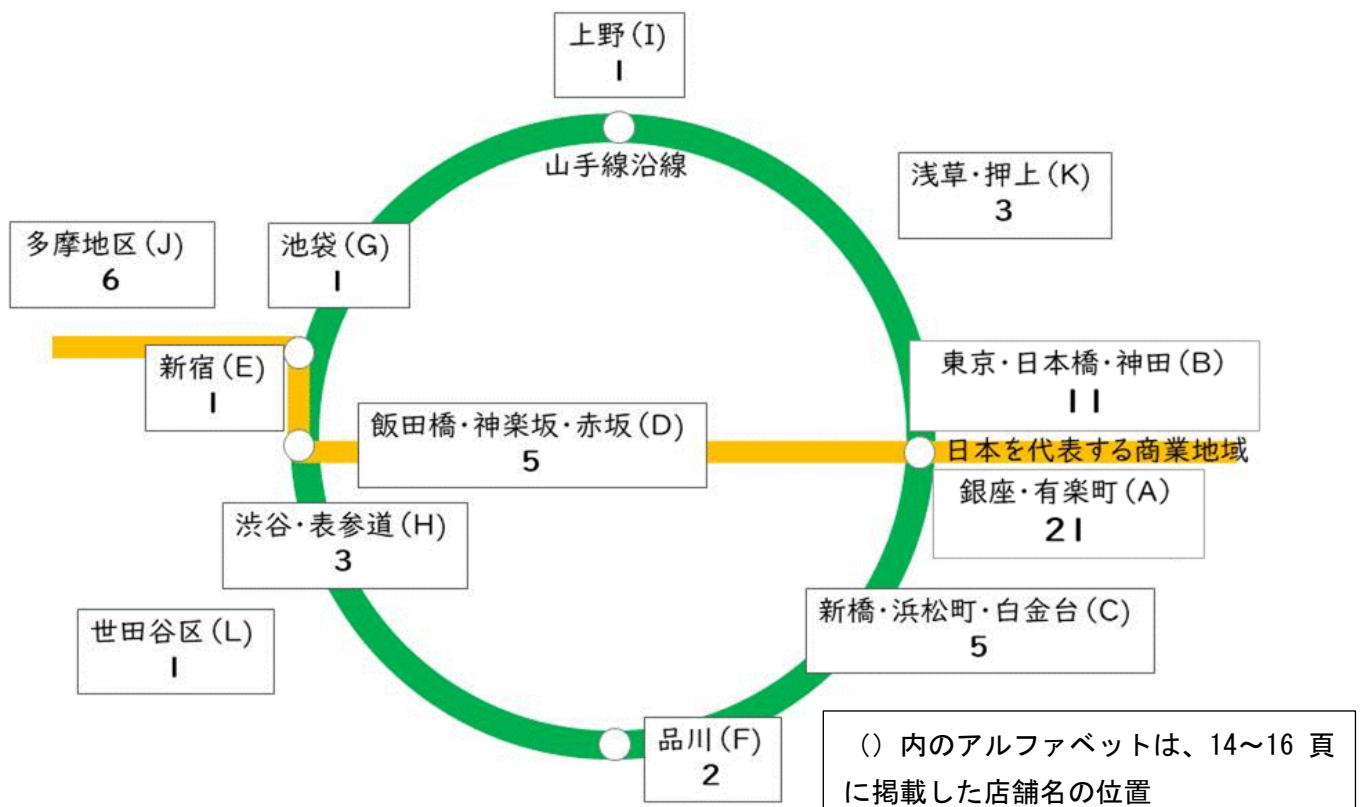 上野(I)
1
山手線沿線
浅草･押上(K)
3
多摩地区(J)
6
池袋(G)
1
新宿(E)
1
東京･日本橋･神田(B)
11
飯田橋･神楽坂･赤坂(D)
5
日本を代表する商業地域
銀座･有楽町(A)
21
渋谷･表参道(H)
3
新橋･浜松町･白金台(C)
5
世田谷区(L)
1
品川(F)
2
()内のアルファベットは、14～16 頁
に掲載した店舗名の位置